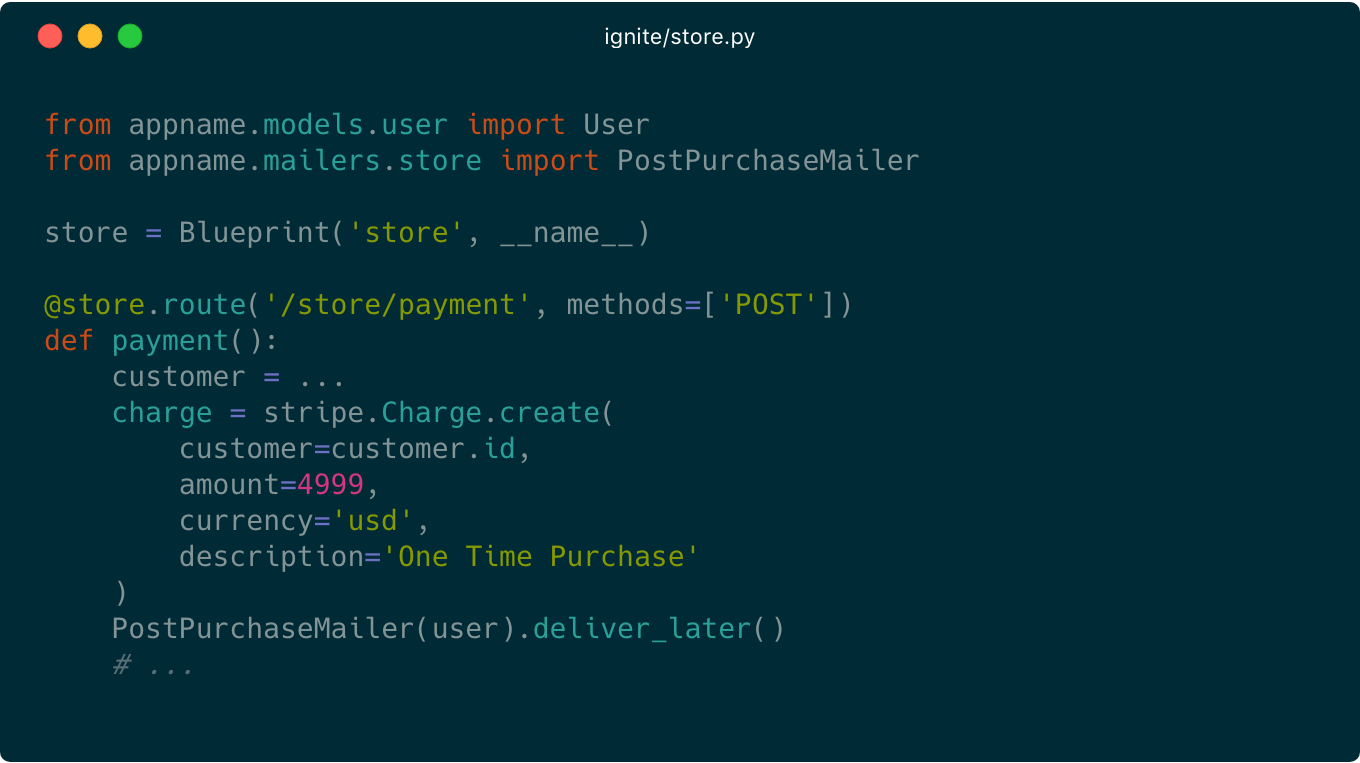 ignite/store.py
from appname.models.user import User
from appname.mailers.store import PostPurchaseMailer
store = Blueprint('store', __name__)
@store.route('/store/payment', methods=['POST'])
def payment():
    customer = ...
    charge = stripe.Charge.create(
        customer=customer.id,
        amount=4999,
        currency='usd',
        description='One Time Purchase'
    )
    PostPurchaseMailer(user).deliver_later()
    # ...